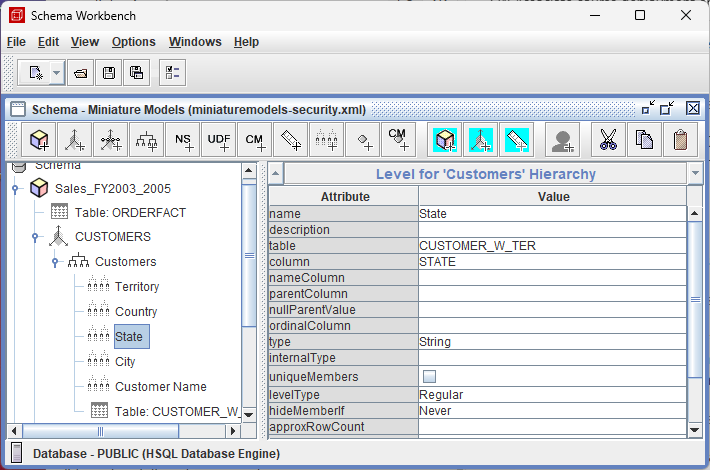 Schema Workbench
File Edit View Options Windows Help
Schema - Miniature Models (miniaturemodels-security.xml)
NS UDF CM CM
Schema
Sales_FY2003_2005
Table: ORDERFACT
CUSTOMERS
Customers
Territory
Country
State
City
Customer Name
Table: CUSTOMER_W_
Level for 'Customers' Hierarchy
Attribute Value
name State
description
table CUSTOMER_W_TER
column STATE
nameColumn
parentColumn
nullParentValue
ordinalColumn
type String
internalType
uniqueMembers
levelType Regular
hideMemberIf Never
approxRowCount
Database - PUBLIC (HSQL Database Engine)